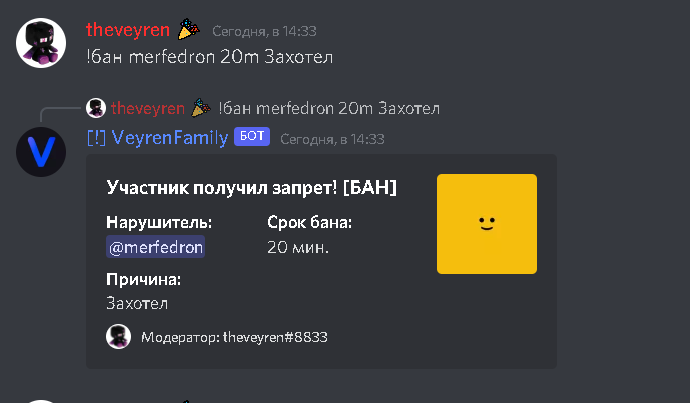 theveyren Сегодня, в 14:33
!бан merfedron 20m Захотел
theveyren !бан merfedron 20m Захотел
V
[!] VeyrenFamily БОТ Сегодня, в 14:33
Участник получил запрет! [БАН]
Нарушитель: Срок бана:
@merfedron 20 мин.
Причина:
Захотел
Модератор: theveyren#8833